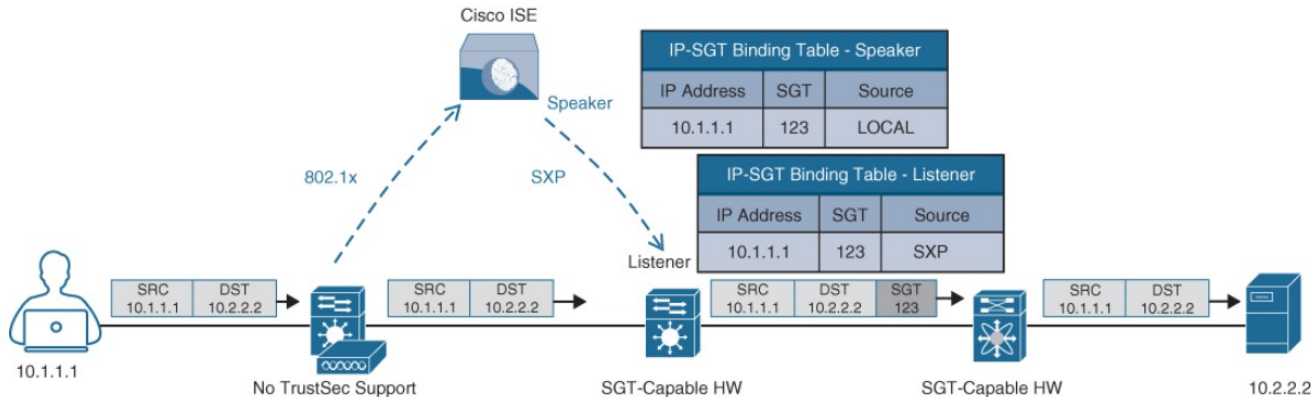 Cisco ISE
Speaker
802.1x
SXP
IP-SGT Binding Table - Speaker
IP Address SGT Source
10.1.1.1 123 LOCAL
IP-SGT Binding Table - Listener
IP Address SGT Source
10.1.1.1 123 SXP
Listener
SRC DST
10.1.1.1 10.2.2.2
SRC DST
10.1.1.1 10.2.2.2
SRC DST SGT
10.1.1.1 10.2.2.2 123
SRC DST
10.1.1.1 10.2.2.2
10.1.1.1
No TrustSec Support
SGT-Capable HW
SGT-Capable HW
10.2.2.2